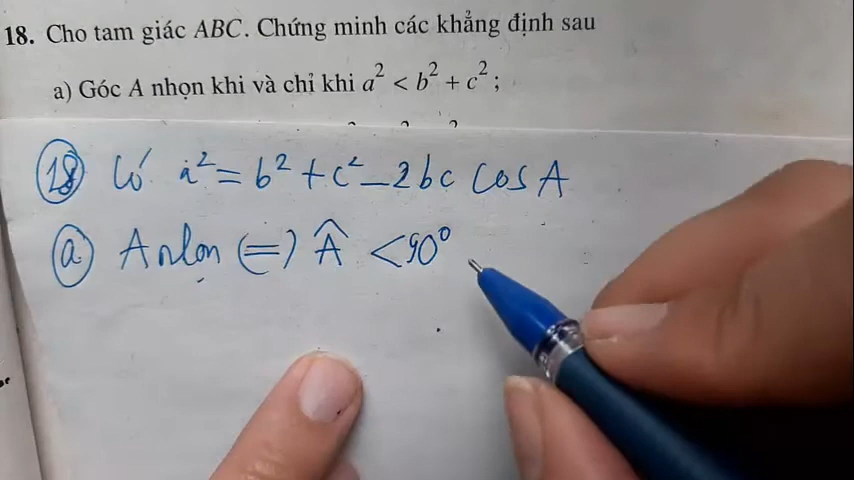 18. Cho tam giác ABC. Chứng minh các khẳng định sau
a) Góc A nhọn khi và chỉ khi a² < b² + c²;
18 Có a² = b² + c² - 2bc cos A
a A nhọn (=) Â < 90⁰